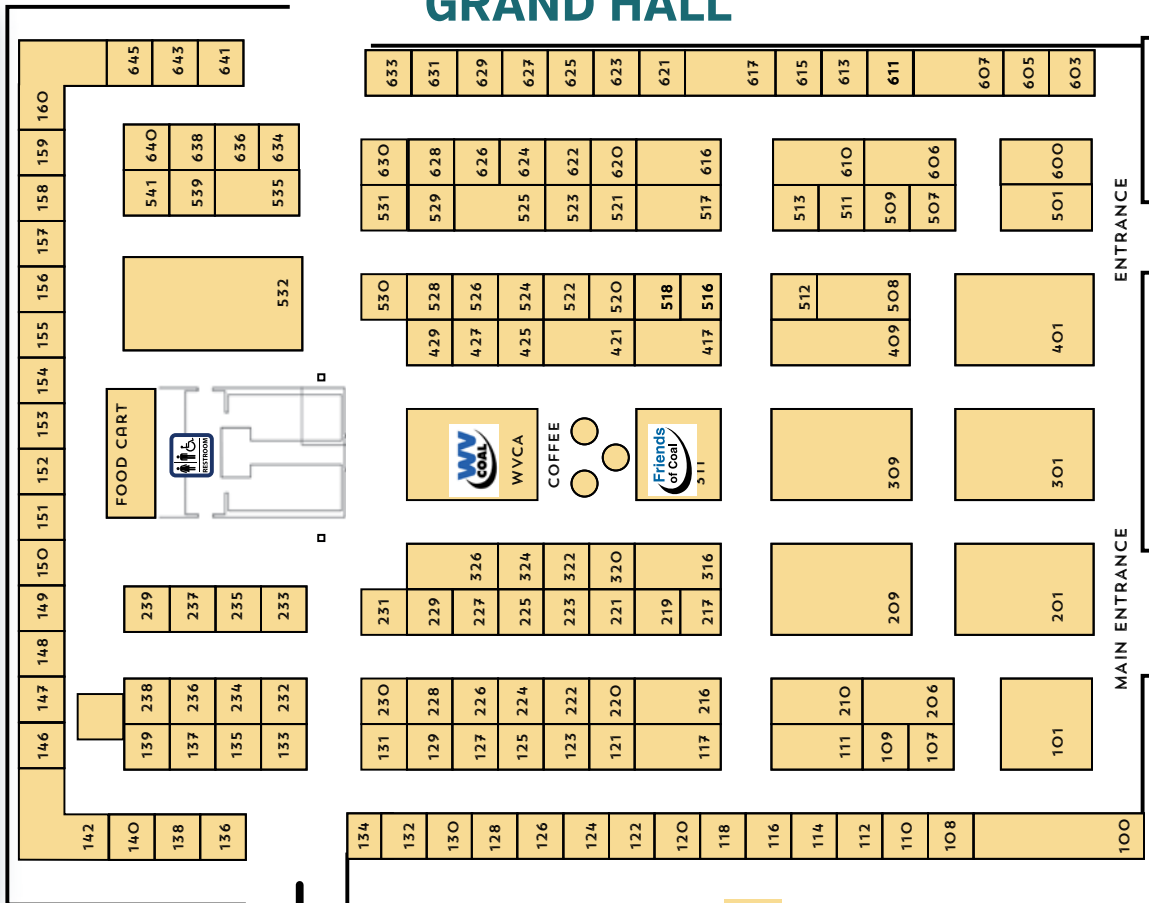 GRAND HALL
645 643 641
633 631 629 627 625 623 621 617 615 613 611 607 605 603
160
159
158
157
156
155
154
153
152
151
150
149
148
147
146
142 140 138 136
640 638 636 634
541 539 535
630 628 626 624 622 620 616
531 529 525 523 521 517
610 606
513 511 509 507
600
501
ENTRANCE
532
530 528 526 524 522 520 518 516
429 427 425 421 417
512 508
409
401
FOOD CART
RESTROOM
WV
COAL
WVCA
COFFEE
Friends
of Coal
311
309
301
326 324 322 320 316
231 229 227 225 223 221 219 217
209
201
MAIN ENTRANCE
239 237 235 233
238 236 234 232
139 137 135 133
230 228 226 224 222 220 216
131 129 127 125 123 121 117
210 206
111 109 107
101
134 132 130 128 126 124 122 120 118 116 114 112 110 108 100